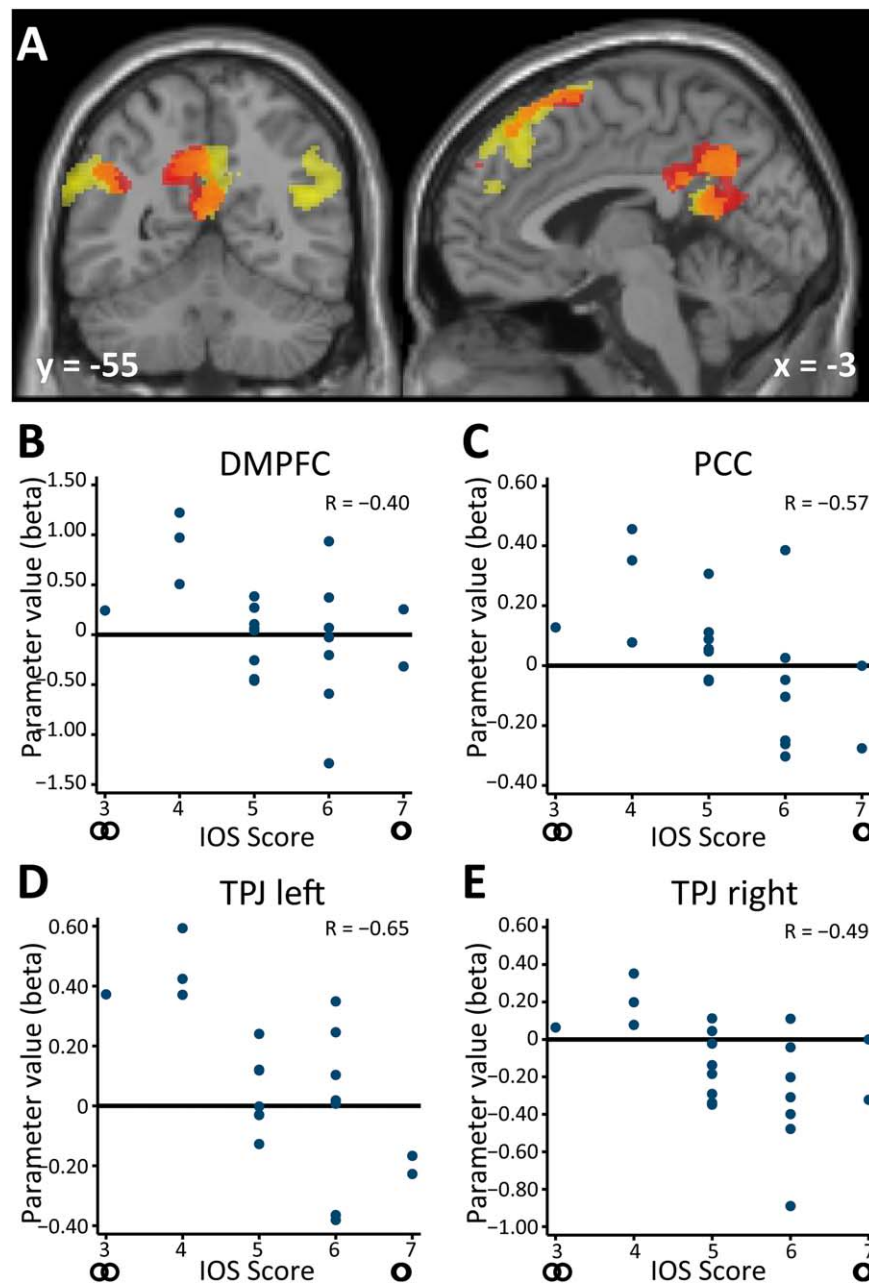 A
y = -55
x = -3
B
DMPFC
R = −0.40
Parameter value (beta)
1.50
1.00
0.50
0
−0.50
−1.00
−1.50
3 4 5 6 7
IOS Score
C
PCC
R = −0.57
Parameter value (beta)
0.60
0.40
0.20
0
−0.20
−0.40
3 4 5 6 7
IOS Score
D
TPJ left
R = −0.65
Parameter value (beta)
0.60
0.40
0.20
0
−0.20
−0.40
3 4 5 6 7
IOS Score
E
TPJ right
R = −0.49
Parameter value (beta)
0.60
0.40
0.20
0
−0.20
−0.40
−0.60
−0.80
−1.00
3 4 5 6 7
IOS Score